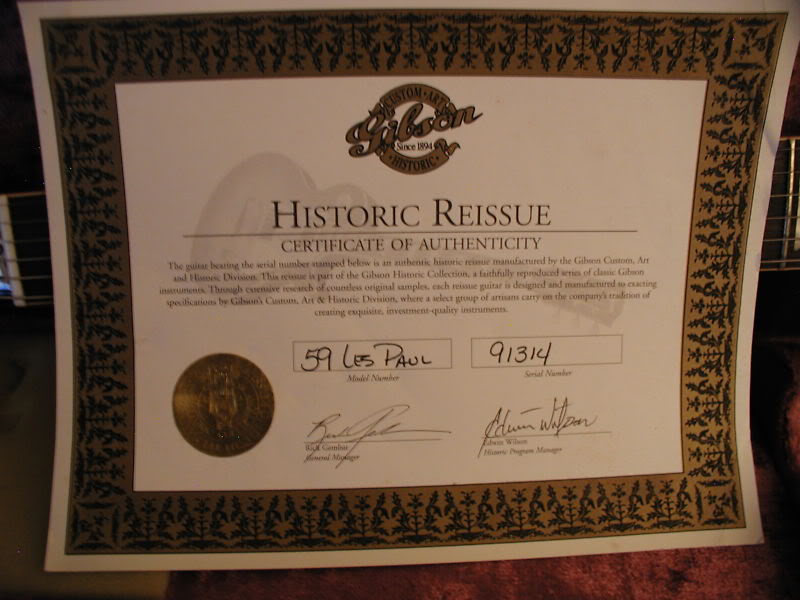 CUSTOM · ART
Gibson
Since 1894
· HISTORIC ·
HISTORIC REISSUE
CERTIFICATE OF AUTHENTICITY
The guitar bearing the serial number stamped below is an authentic historic reissue manufactured by the Gibson Custom, Art
and Historic Division. This reissue is part of the Gibson Historic Collection, a faithfully reproduced series of classic Gibson
instruments. Through extensive research of countless original samples, each reissue guitar is designed and manufactured to exacting
specifications by Gibson's Custom, Art & Historic Division, where a select group of artisans carry on the company's tradition of
creating exquisite, investment-quality instruments.
59 LES PAUL
91314
Model Number
Serial Number
Edwin Wilson
Rick Gembar
Edwin Wilson
General Manager
Historic Program Manager